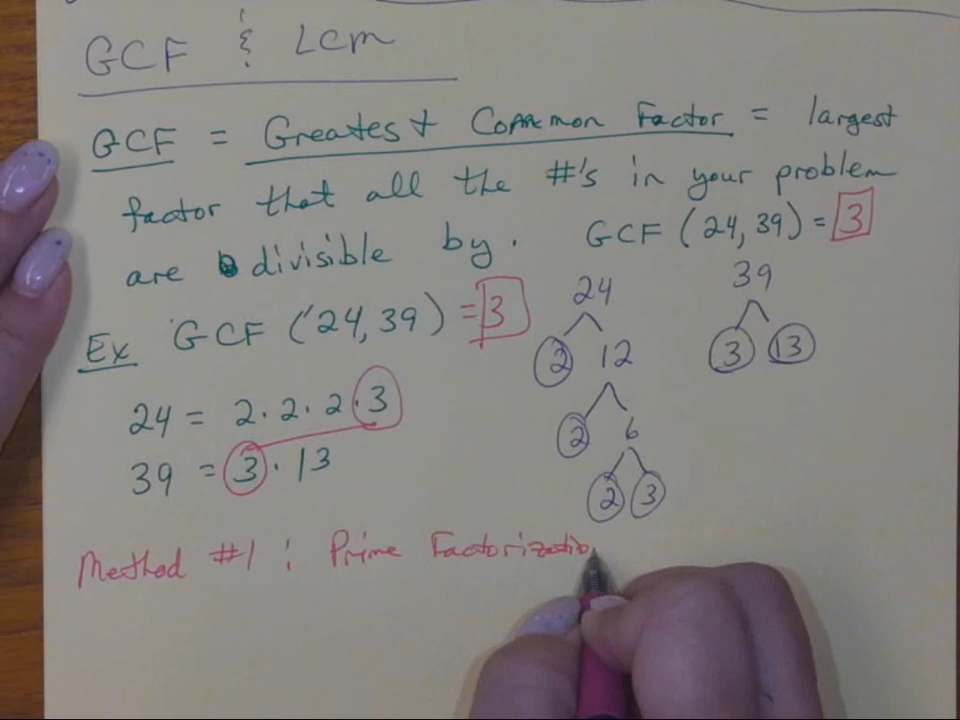 GCF & LCM
GCF = Greatest Common Factor = largest
factor that all the #'s in your problem
are divisible by.
GCF (24, 39) = 3
Ex GCF (24, 39) = 3
24 = 2·2·2·3
39 = 3·13
24
2 12
2 6
2 3
39
3 13
Method #1 : Prime Factorizatio